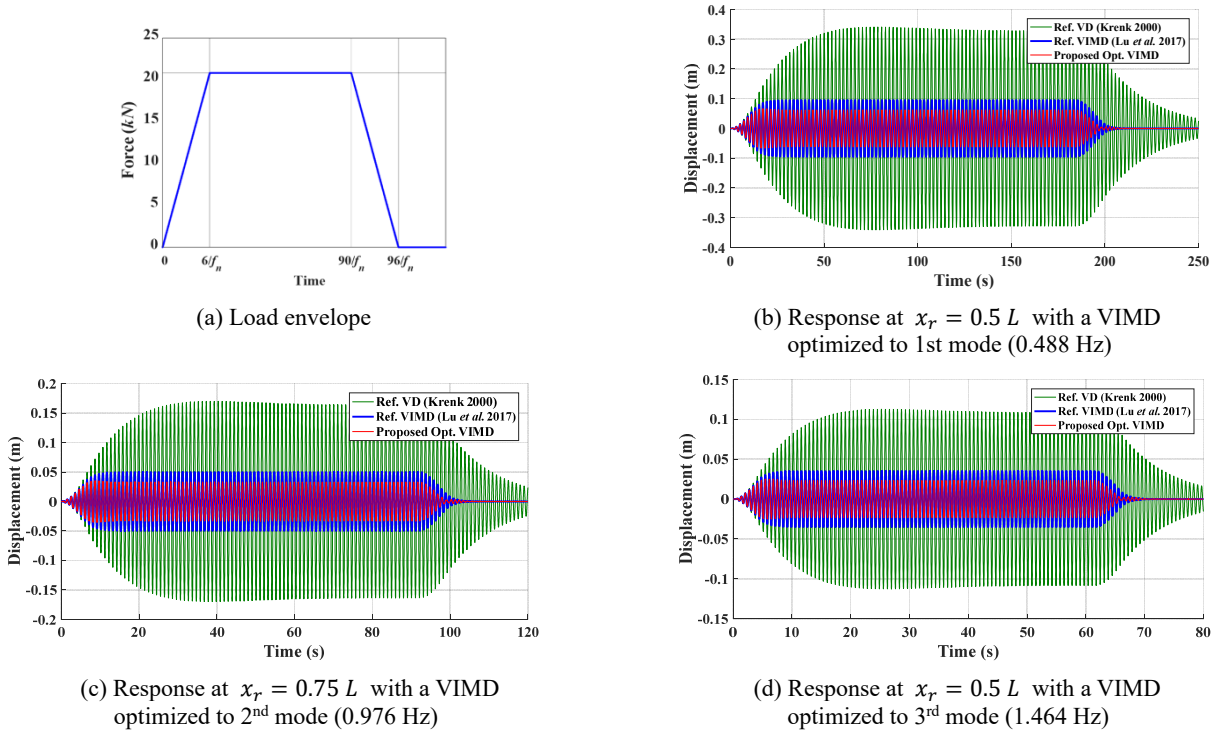 25
20
15
10
5
0
Force (kN)
0
6/fn
90/fn
96/fn
Time
(a) Load envelope
0.4
0.3
0.2
0.1
0
-0.1
-0.2
-0.3
-0.4
Displacement (m)
Ref. VD (Krenk 2000)
Ref. VIMD (Lu et al. 2017)
Proposed Opt. VIMD
0 50 100 150 200 250
Time (s)
(b) Response at xr = 0.5 L with a VIMD
optimized to 1st mode (0.488 Hz)
0.2
0.15
0.1
0.05
0
-0.05
-0.1
-0.15
-0.2
Displacement (m)
Ref. VD (Krenk 2000)
Ref. VIMD (Lu et al. 2017)
Proposed Opt. VIMD
0 20 40 60 80 100 120
Time (s)
(c) Response at xr = 0.75 L with a VIMD
optimized to 2nd mode (0.976 Hz)
0.15
0.1
0.05
0
-0.05
-0.1
-0.15
Displacement (m)
Ref. VD (Krenk 2000)
Ref. VIMD (Lu et al. 2017)
Proposed Opt. VIMD
0 10 20 30 40 50 60 70 80
Time (s)
(d) Response at xr = 0.5 L with a VIMD
optimized to 3rd mode (1.464 Hz)